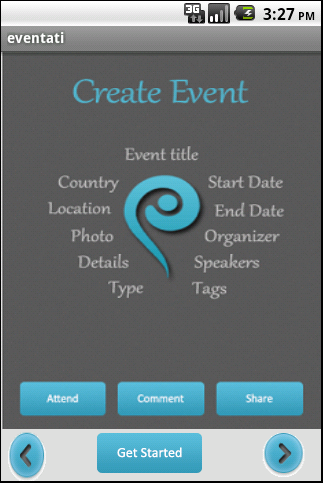 3G 3:27 PM
eventati
Create Event
Event title
Country Start Date
Location End Date
Photo Organizer
Details Speakers
Type Tags
Attend Comment Share
Get Started